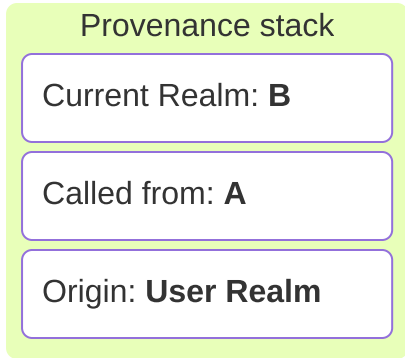 Provenance stack
Current Realm: B
Called from: A
Origin: User Realm